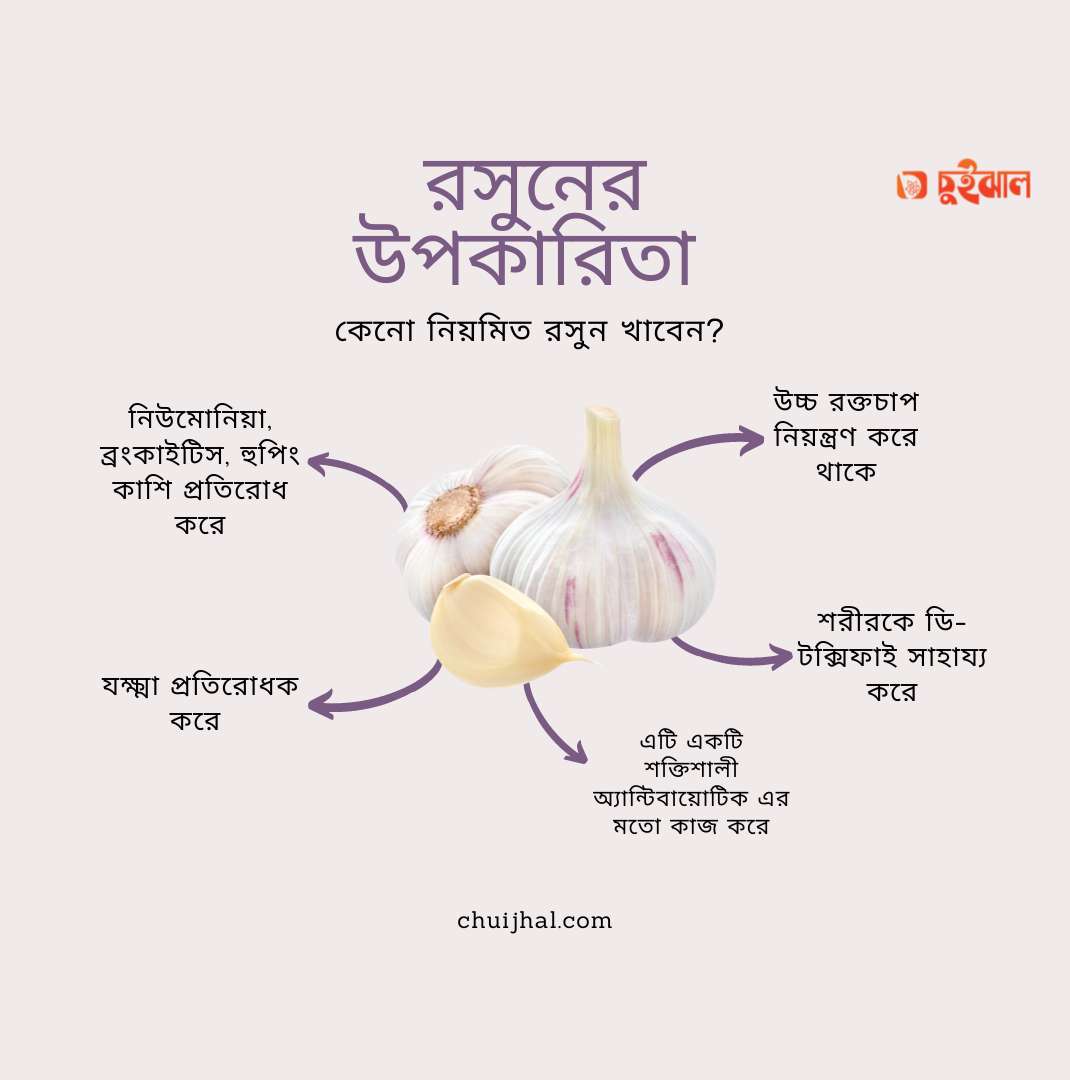 রসুনের
উপকারিতা
চুইঝাল
কেনো নিয়মিত রসুন খাবেন?
নিউমোনিয়া,
ব্রংকাইটিস, হুপিং
কাশি প্রতিরোধ
করে
উচ্চ রক্তচাপ
নিয়ন্ত্রণ করে
থাকে
যক্ষ্মা প্রতিরোধক
করে
শরীরকে ডি-
টক্সিফাই সাহায্য
করে
এটি একটি
শক্তিশালী
অ্যান্টিবায়োটিক এর
মতো কাজ করে
chuijhal.com